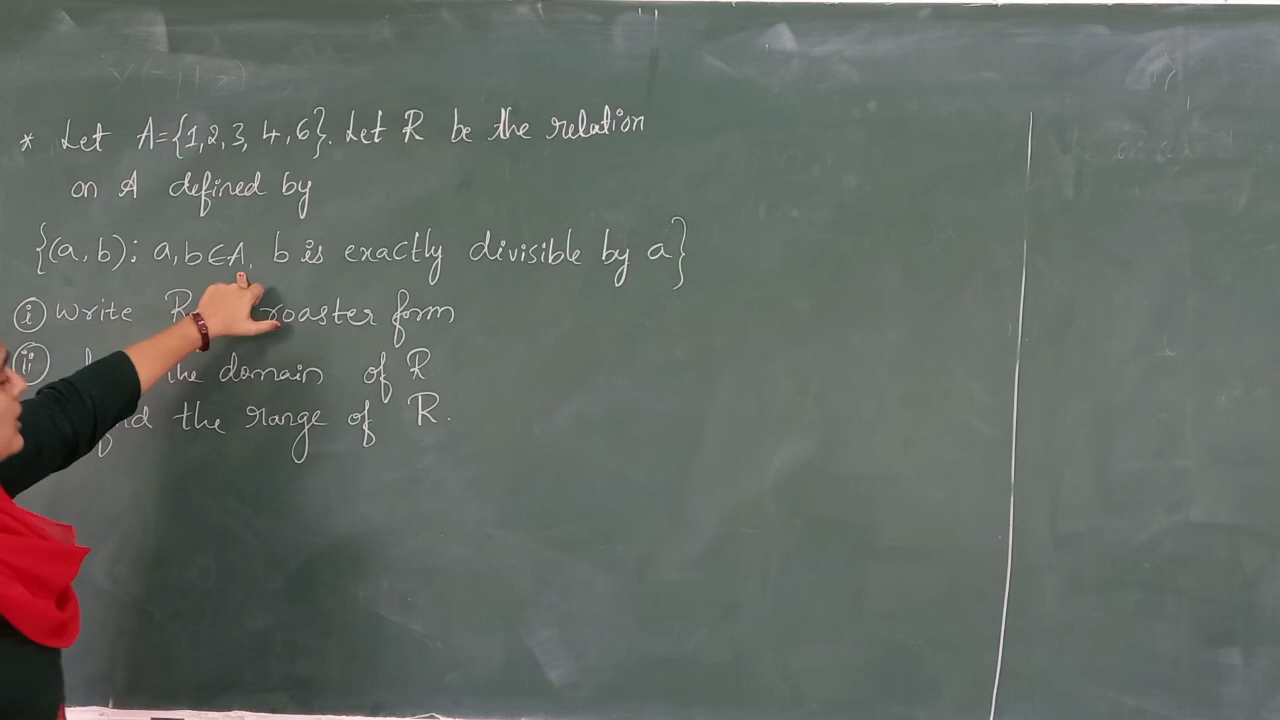 * Let A={1,2,3,4,6}. Let R be the relation
on A defined by
{(a,b): a,b∈A, b is exactly divisible by a}
(i) Write R roaster form
(ii) the domain of R
the range of R.